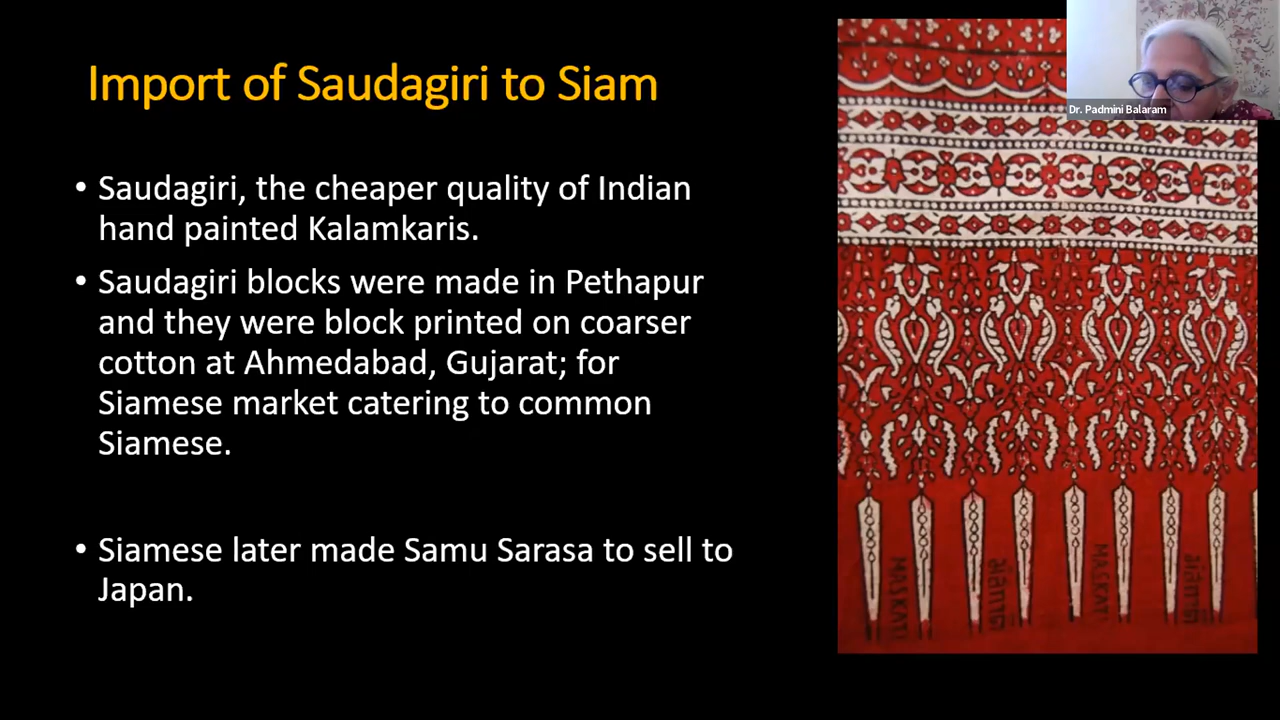 Import of Saudagiri to Siam
Dr. Padmini Balaram
• Saudagiri, the cheaper quality of Indian
hand painted Kalamkaris.
• Saudagiri blocks were made in Pethapur
and they were block printed on coarser
cotton at Ahmedabad, Gujarat; for
Siamese market catering to common
Siamese.
• Siamese later made Samu Sarasa to sell to
Japan.
MASKATI
MASKATI